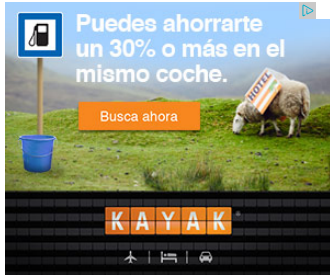 Puedes ahorrarte
un 30% o más en el
mismo coche.
HOTEL
Busca ahora
KAYAK®